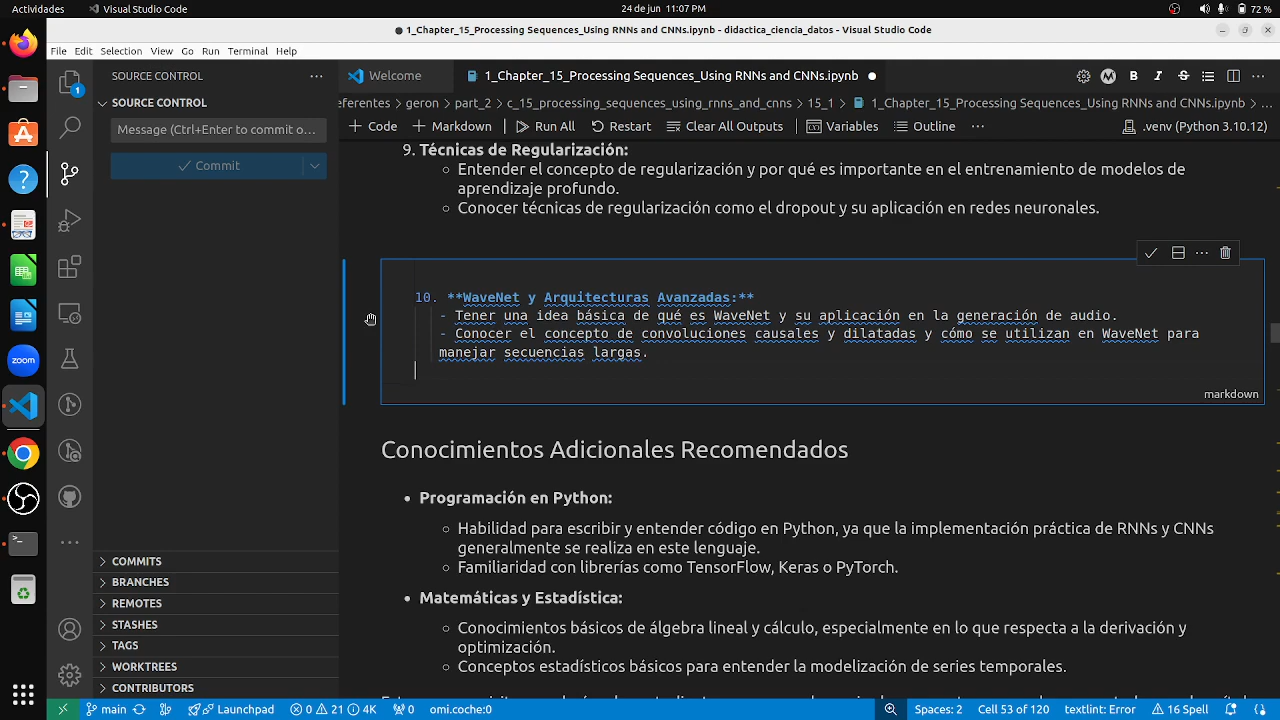 Actividades
Visual Studio Code
24 de jun 11:07 PM
72 %
1_Chapter_15_Processing Sequences_Using RNNs and CNNs.ipynb - didactica_ciencia_datos - Visual Studio Code
File Edit Selection View Go Run Terminal Help
SOURCE CONTROL
Welcome
1_Chapter_15_Processing Sequences_Using RNNs and CNNs.ipynb
SOURCE CONTROL
eferentes > geron > part_2 > c_15_processing_sequences_using_rnns_and_cnns > 15_1 > 1_Chapter_15_Processing Sequences_Using RNNs and CNNs.ipynb > ...
Message (Ctrl+Enter to commit o...
Code Markdown Run All Restart Clear All Outputs Variables Outline ... .venv (Python 3.10.12)
Commit
9. Técnicas de Regularización:
Entender el concepto de regularización y por qué es importante en el entrenamiento de modelos de
aprendizaje profundo.
Conocer técnicas de regularización como el dropout y su aplicación en redes neuronales.
10. **WaveNet y Arquitecturas Avanzadas:**
- Tener una idea básica de qué es WaveNet y su aplicación en la generación de audio.
- Conocer el concepto de convoluciones causales y dilatadas y cómo se utilizan en WaveNet para
manejar secuencias largas.
markdown
Conocimientos Adicionales Recomendados
Programación en Python:
Habilidad para escribir y entender código en Python, ya que la implementación práctica de RNNs y CNNs
generalmente se realiza en este lenguaje.
Familiaridad con librerías como TensorFlow, Keras o PyTorch.
Matemáticas y Estadística:
Conocimientos básicos de álgebra lineal y cálculo, especialmente en lo que respecta a la derivación y
optimización.
Conceptos estadísticos básicos para entender la modelización de series temporales.
COMMITS
BRANCHES
REMOTES
STASHES
TAGS
WORKTREES
CONTRIBUTORS
1
zoom
main Launchpad 0 21 4K 0 omi.coche:0 Spaces: 2 Cell 53 of 120 textlint: Error 16 Spell